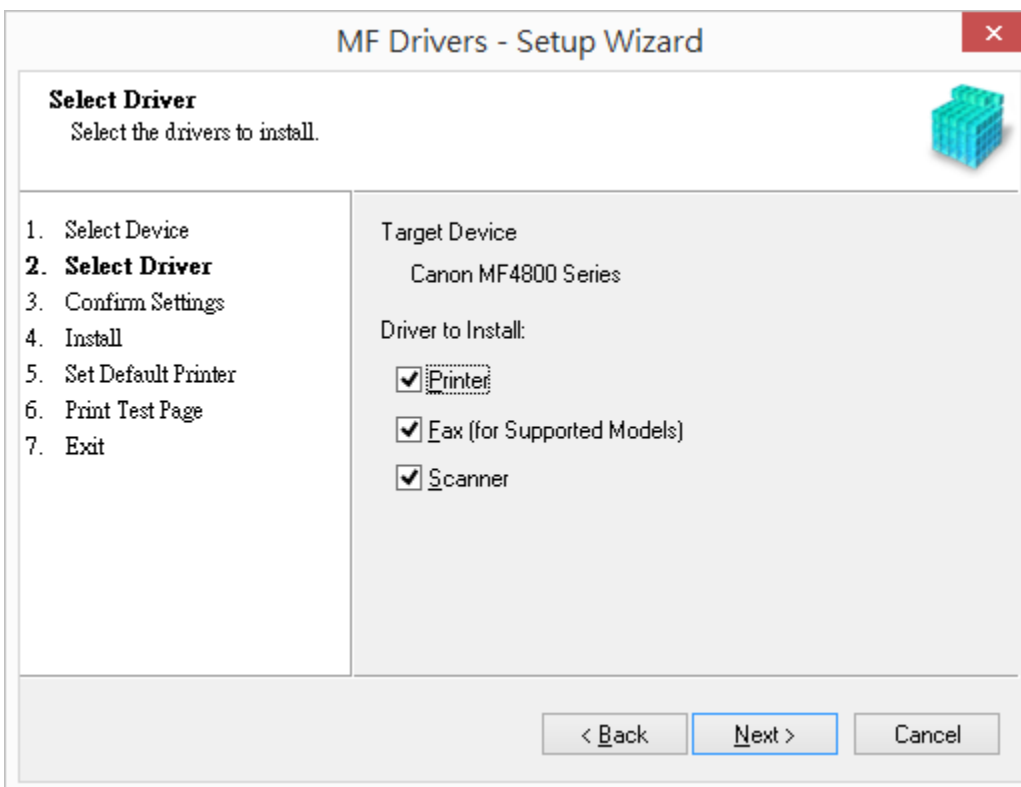 MF Drivers - Setup Wizard
Select Driver
Select the drivers to install.
1. Select Device
2. Select Driver
3. Confirm Settings
4. Install
5. Set Default Printer
6. Print Test Page
7. Exit
Target Device
Canon MF4800 Series
Driver to Install:
Printer
Fax (for Supported Models)
Scanner
< Back
Next >
Cancel